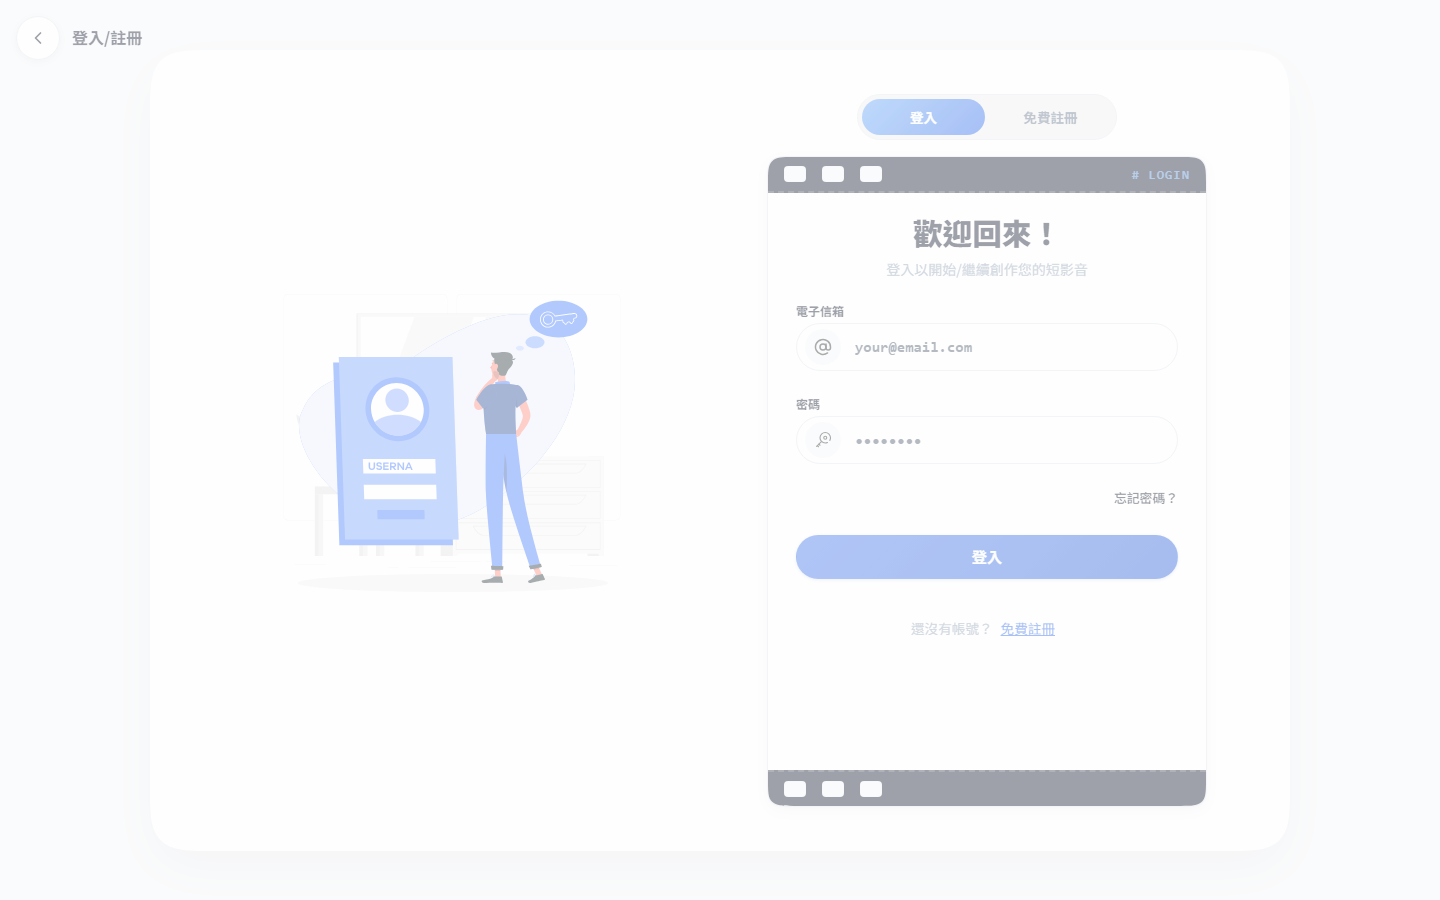 登入/註冊
登入
免費註冊
# LOGIN
歡迎回來！
登入以開始/繼續創作您的短影音
電子信箱
your@email.com
密碼
••••••••
忘記密碼？
登入
還沒有帳號？ 免費註冊
USERNA